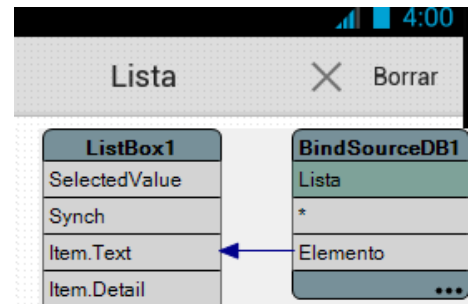 4:00
Lista
Borrar
ListBox1
SelectedValue
Synch
Item.Text
Item.Detail
BindSourceDB1
Lista
*
Elemento
...